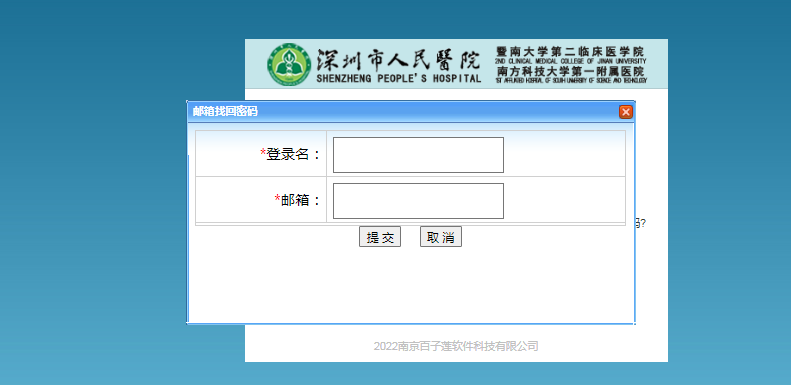 深圳市人民醫院
SHENZHEN PEOPLE'S HOSPITAL
暨南大学第二临床医学院
2ND CLINICAL MEDICAL COLLEGE OF JINAN UNIVERSITY
南方科技大学第一附属医院
1ST AFFILIATED HOSPITAL OF SOUTH UNIVERSITY OF SCIENCE AND TECHNOLOGY
邮箱找回密码
*登录名：
*邮箱：
码?
提 交 取 消
2022南京百子莲软件科技有限公司